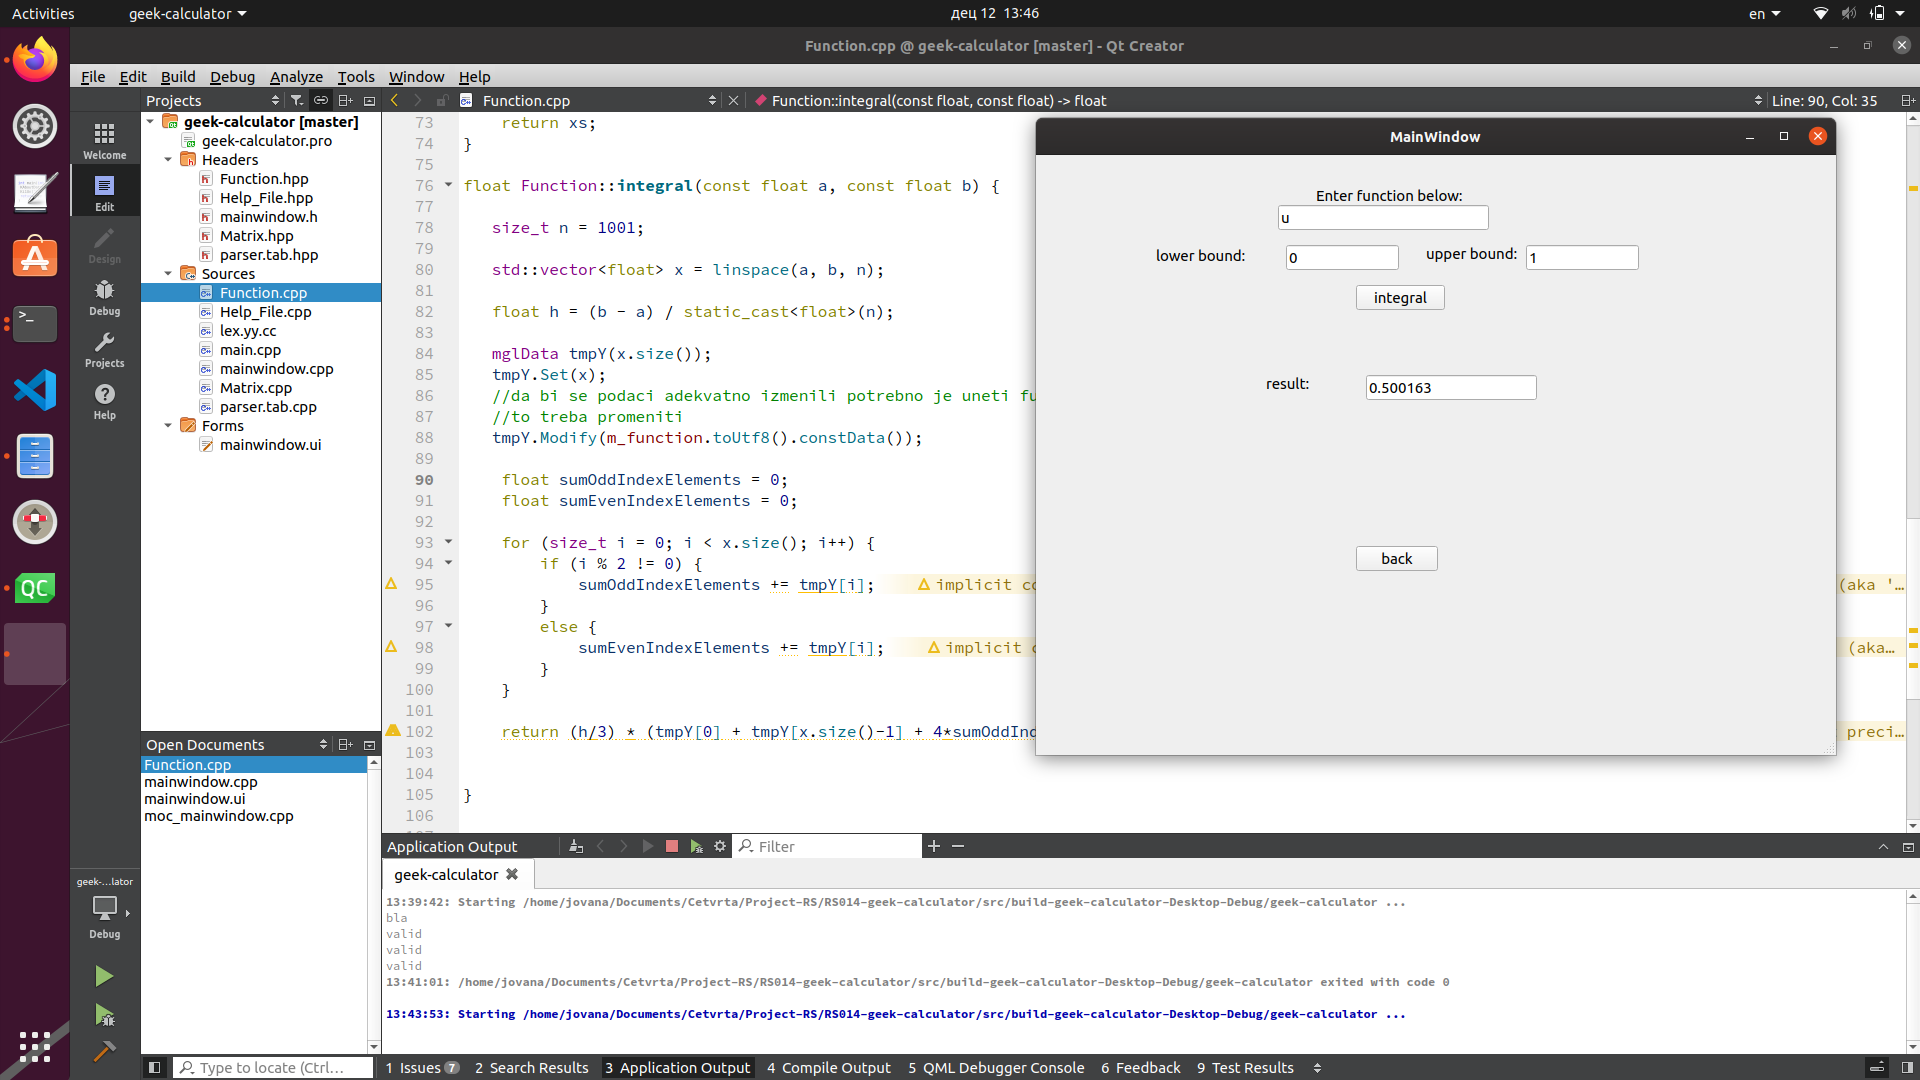 Activities
geek-calculator
дец 12 13:46
en
Function.cpp @ geek-calculator [master] - Qt Creator
File Edit Build Debug Analyze Tools Window Help
Projects
Function.cpp
Function::integral(const float, const float) -> float
Line: 90, Col: 35
Welcome
Edit
Design
Debug
Projects
Help
geek-calculator [master]
geek-calculator.pro
Headers
Function.hpp
Help_File.hpp
mainwindow.h
Matrix.hpp
parser.tab.hpp
Sources
Function.cpp
Help_File.cpp
lex.yy.cc
main.cpp
mainwindow.cpp
Matrix.cpp
parser.tab.cpp
Forms
mainwindow.ui
Open Documents
Function.cpp
mainwindow.cpp
mainwindow.ui
moc_mainwindow.cpp
geek-...lator
Debug
73 return xs;
74 }
75
76 float Function::integral(const float a, const float b) {
77
78 size_t n = 1001;
79
80 std::vector<float> x = linspace(a, b, n);
81
82 float h = (b - a) / static_cast<float>(n);
83
84 mglData tmpY(x.size());
85 tmpY.Set(x);
86 //da bi se podaci adekvatno izmenili potrebno je uneti fu
87 //to treba promeniti
88 tmpY.Modify(m_function.toUtf8().constData());
89
90 float sumOddIndexElements = 0;
91 float sumEvenIndexElements = 0;
92
93 for (size_t i = 0; i < x.size(); i++) {
94 if (i % 2 != 0) {
95 sumOddIndexElements += tmpY[i]; implicit co (aka '...
96 }
97 else {
98 sumEvenIndexElements += tmpY[i]; implicit c (aka...
99 }
100 }
101
102 return (h/3) * (tmpY[0] + tmpY[x.size()-1] + 4*sumOddInd preci...
103
104
105 }
106
MainWindow
Enter function below:
u
lower bound: 0 upper bound: 1
integral
result: 0.500163
back
Application Output
Filter
geek-calculator
13:39:42: Starting /home/jovana/Documents/Cetvrta/Project-RS/RS014-geek-calculator/src/build-geek-calculator-Desktop-Debug/geek-calculator ...
bla
valid
valid
valid
13:41:01: /home/jovana/Documents/Cetvrta/Project-RS/RS014-geek-calculator/src/build-geek-calculator-Desktop-Debug/geek-calculator exited with code 0
13:43:53: Starting /home/jovana/Documents/Cetvrta/Project-RS/RS014-geek-calculator/src/build-geek-calculator-Desktop-Debug/geek-calculator ...
Type to locate (Ctrl...
1 Issues 7 2 Search Results 3 Application Output 4 Compile Output 5 QML Debugger Console 6 Feedback 9 Test Results